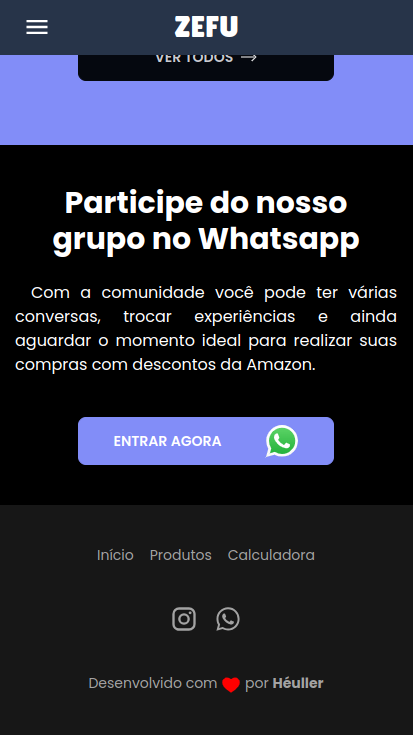 ZEFU
VER TODOS
Participe do nosso
grupo no Whatsapp
Com a comunidade você pode ter várias
conversas, trocar experiências e ainda
aguardar o momento ideal para realizar suas
compras com descontos da Amazon.
ENTRAR AGORA
Início Produtos Calculadora
Desenvolvido com ❤ por Héuller